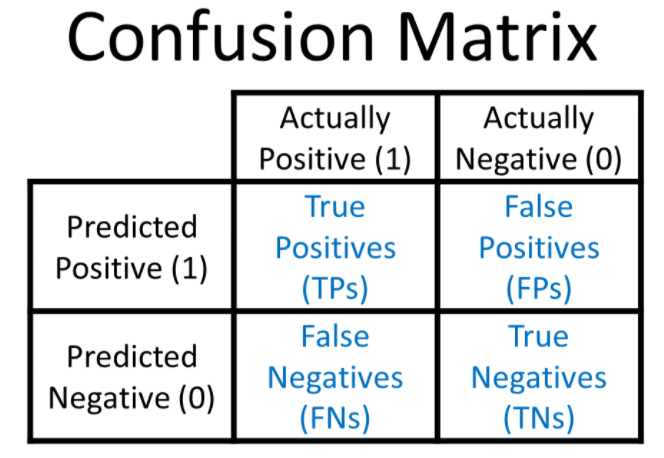 Confusion Matrix
Actually
Positive (1)
Actually
Negative (0)
Predicted
Positive (1)
True
Positives
(TPs)
False
Positives
(FPs)
Predicted
Negative (0)
False
Negatives
(FNs)
True
Negatives
(TNs)